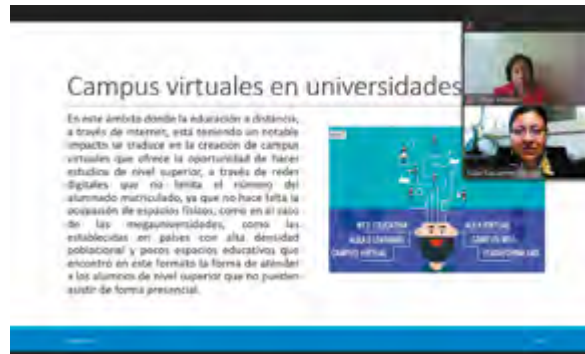 Campus virtuales en universidades
En este ámbito donde la educación a distancia,
a través de internet, está teniendo un notable
impacto se traduce en la creación de campus
virtuales que ofrece la oportunidad de hacer
estudios de nivel superior, a través de redes
digitales que no limita el número del
alumnado matriculado, ya que no hace falta la
ocupación de espacios físicos, como en el caso
de las megauniversidades, como las
establecidas en países con alta densidad
poblacional y pocos espacios educativos que
encontró en este formato la forma de atender
a los alumnos de nivel superior que no pueden
asistir de forma presencial.
WEB EDUCATIVA
CAMPUS VIRTUAL
AULA VIRTUAL
CAMPUS WEB